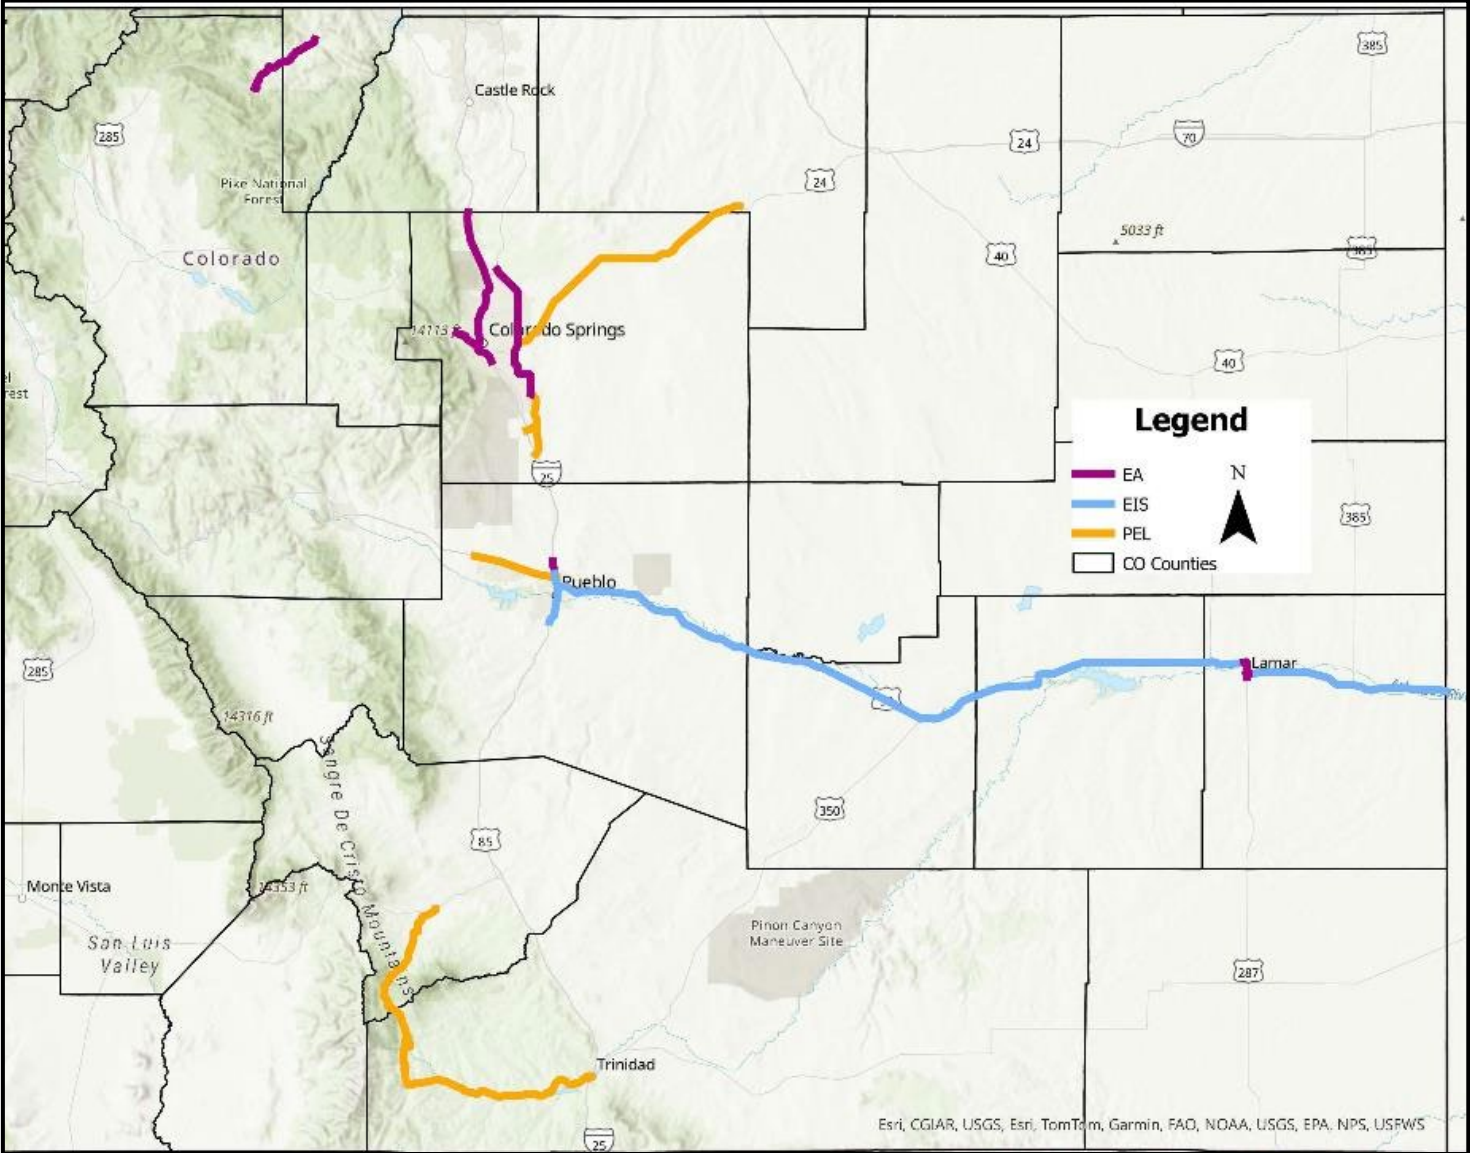 385
Castle Rock
285
70
24
24
Pike National
Forest
5033 ft
Colorado
40
385
14113 ft
Colorado Springs
40
rest
Legend
EA
N
EIS
PEL
CO Counties
25
385
Pueblo
285
Lamar
14316 ft
Sangre De Cristo Mountains
350
85
Monte Vista
14353 ft
San Luis
Valley
Pinon Canyon
Maneuver Site
287
Trinidad
25
Esri, CGIAR, USGS, Esri, TomTom, Garmin, FAO, NOAA, USGS, EPA, NPS, USFWS